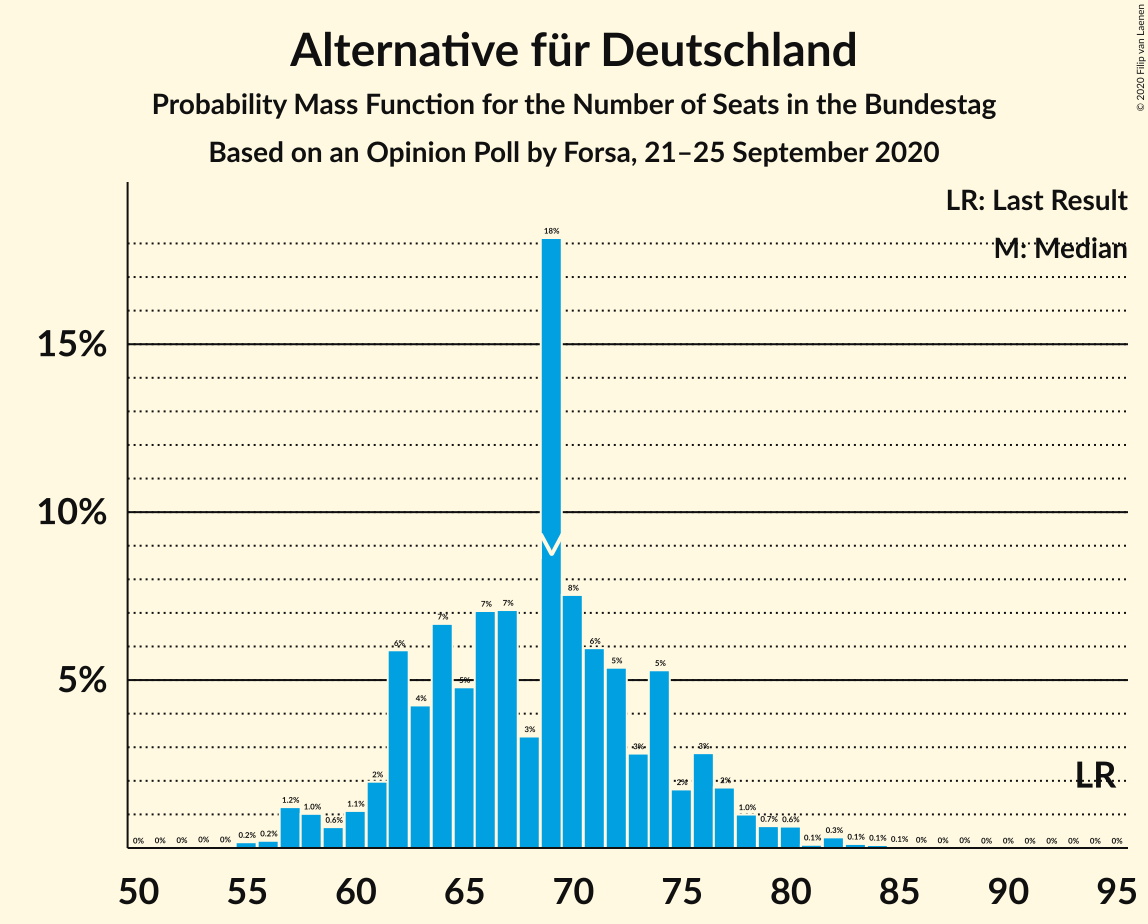 Alternative für Deutschland
Probability Mass Function for the Number of Seats in the Bundestag
Based on an Opinion Poll by Forsa, 21–25 September 2020
© 2020 Filip van Laenen
LR: Last Result
M: Median
15%
10%
5%
0% 0% 0% 0% 0% 0.2% 0.2% 1.2% 1.0% 0.6% 1.1% 2% 6% 4% 7% 5% 7% 7% 3% 18% 8% 6% 5% 3% 5% 2% 3% 2% 1.0% 0.7% 0.6% 0.1% 0.3% 0.1% 0.1% 0.1% 0% 0% 0% 0% 0% 0% 0% 0% 0% 0%
LR
50 55 60 65 70 75 80 85 90 95